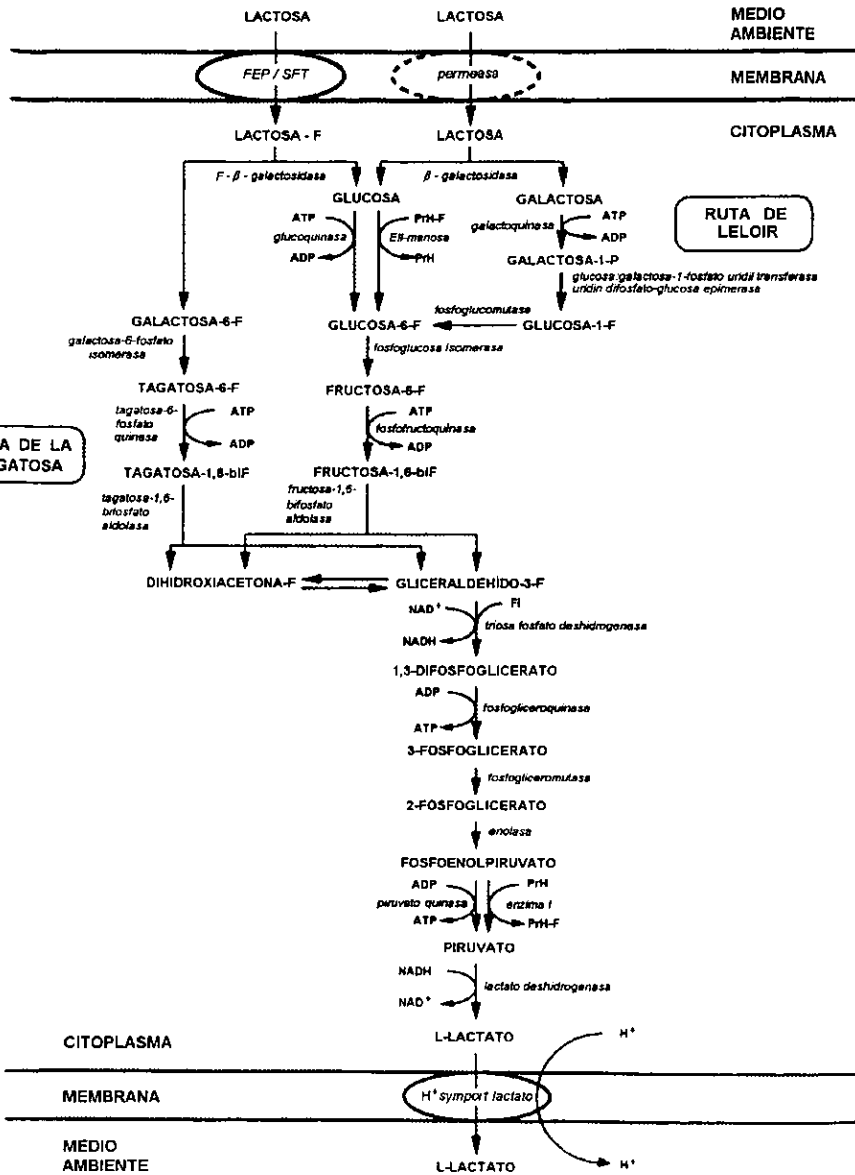 LACTOSA LACTOSA MEDIO
AMBIENTE
FEP / SFT permeasa MEMBRANA
LACTOSA - F LACTOSA CITOPLASMA
F - β - galactosidasa β - galactosidasa
GLUCOSA GALACTOSA
ATP PrH-F galactoquinasa ATP
glucoquinasa EII-manosa
ADP PrH ADP
RUTA DE
LELOIR
GALACTOSA-1-P
glucosa:galactosa-1-fosfato uridil transferasa
uridin difosfato-glucosa epimerasa
fosfoglucomutasa
GALACTOSA-6-F GLUCOSA-6-F GLUCOSA-1-F
galactosa-6-fosfato
isomerasa
fosfoglucosa isomerasa
TAGATOSA-6-F FRUCTOSA-6-F
tagatosa-6-
fosfato
quinasa
ATP ATP
fosfofructoquinasa
ADP ADP
A DE LA
GATOSA
TAGATOSA-1,6-bIF FRUCTOSA-1,6-bIF
tagatosa-1,6-
bifosfato
aldolasa
fructosa-1,6-
bifosfato
aldolasa
DIHIDROXIACETONA-F GLICERALDEHÍDO-3-F
NAD⁺ FI
triosa fosfato deshidrogenasa
NADH
1,3-DIFOSFOGLICERATO
ADP
fosfogliceroquinasa
ATP
3-FOSFOGLICERATO
fosfogliceromutasa
2-FOSFOGLICERATO
enolasa
FOSFOENOLPIRUVATO
ADP PrH
piruvato quinasa enzima I
ATP PrH-F
PIRUVATO
NADH
lactato deshidrogenasa
NAD⁺
CITOPLASMA L-LACTATO H⁺
MEMBRANA H⁺ symport lactato
MEDIO
AMBIENTE L-LACTATO H⁺